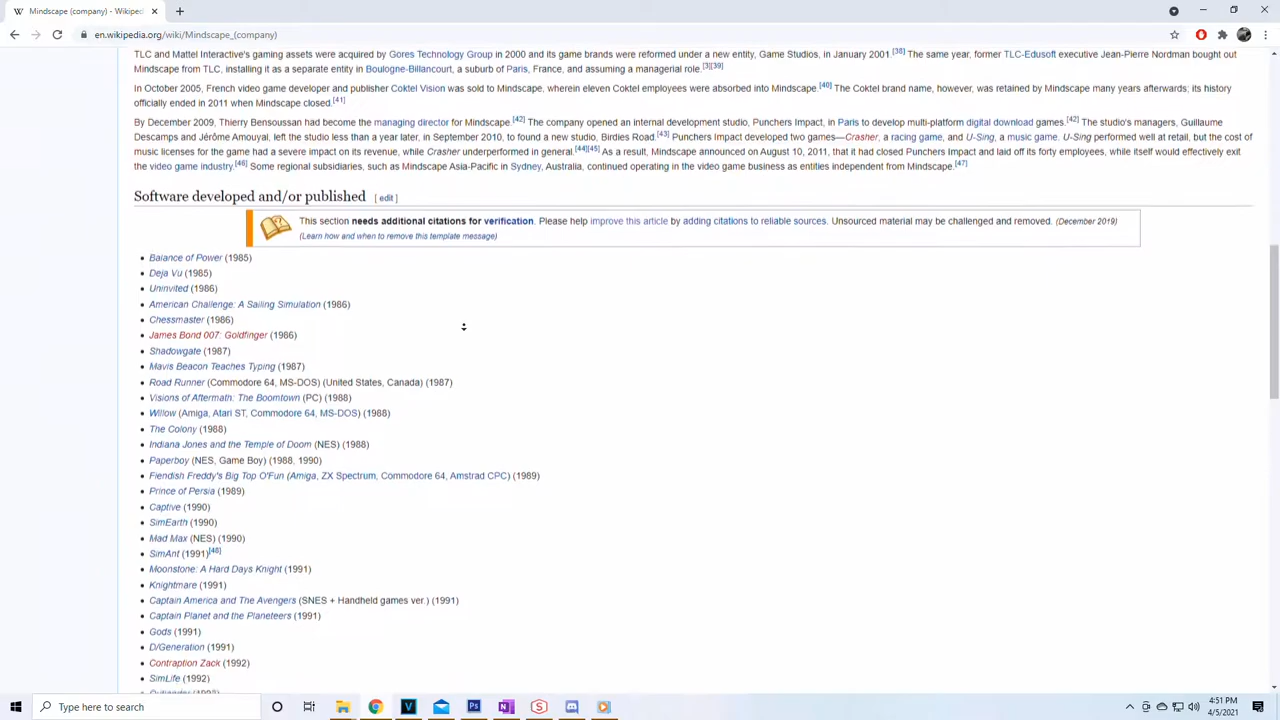 Mindscape (company) - Wikiped
en.wikipedia.org/wiki/Mindscape_(company)
TLC and Mattel Interactive's gaming assets were acquired by Gores Technology Group in 2000 and its game brands were reformed under a new entity, Game Studios, in January 2001.[38] The same year, former TLC-Edusoft executive Jean-Pierre Nordman bought out
Mindscape from TLC, installing it as a separate entity in Boulogne-Billancourt, a suburb of Paris, France, and assuming a managerial role.[3][39]
In October 2005, French video game developer and publisher Coktel Vision was sold to Mindscape, wherein eleven Coktel employees were absorbed into Mindscape.[40] The Coktel brand name, however, was retained by Mindscape many years afterwards; its history
officially ended in 2011 when Mindscape closed.[41]
By December 2009, Thierry Bensoussan had become the managing director for Mindscape.[42] The company opened an internal development studio, Punchers Impact, in Paris to develop multi-platform digital download games.[42] The studio's managers, Guillaume
Descamps and Jérôme Amouyal, left the studio less than a year later, in September 2010, to found a new studio, Birdies Road.[43] Punchers Impact developed two games—Crasher, a racing game, and U-Sing, a music game. U-Sing performed well at retail, but the cost of
music licenses for the game had a severe impact on its revenue, while Crasher underperformed in general.[44][45] As a result, Mindscape announced on August 10, 2011, that it had closed Punchers Impact and laid off its forty employees, while itself would effectively exit
the video game industry.[46] Some regional subsidiaries, such as Mindscape Asia-Pacific in Sydney, Australia, continued operating in the video game business as entities independent from Mindscape.[47]
Software developed and/or published [ edit ]
This section needs additional citations for verification. Please help improve this article by adding citations to reliable sources. Unsourced material may be challenged and removed. (December 2019)
(Learn how and when to remove this template message)
• Balance of Power (1985)
• Deja Vu (1985)
• Uninvited (1986)
• American Challenge: A Sailing Simulation (1986)
• Chessmaster (1986)
• James Bond 007: Goldfinger (1986)
• Shadowgate (1987)
• Mavis Beacon Teaches Typing (1987)
• Road Runner (Commodore 64, MS-DOS) (United States, Canada) (1987)
• Visions of Aftermath: The Boomtown (PC) (1988)
• Willow (Amiga, Atari ST, Commodore 64, MS-DOS) (1988)
• The Colony (1988)
• Indiana Jones and the Temple of Doom (NES) (1988)
• Paperboy (NES, Game Boy) (1988, 1990)
• Fiendish Freddy's Big Top O'Fun (Amiga, ZX Spectrum, Commodore 64, Amstrad CPC) (1989)
• Prince of Persia (1989)
• Captive (1990)
• SimEarth (1990)
• Mad Max (NES) (1990)
• SimAnt (1991)[48]
• Moonstone: A Hard Days Knight (1991)
• Knightmare (1991)
• Captain America and The Avengers (SNES + Handheld games ver.) (1991)
• Captain Planet and the Planeteers (1991)
• Gods (1991)
• D/Generation (1991)
• Contraption Zack (1992)
• SimLife (1992)
Type here to search
4:51 PM
4/5/2021